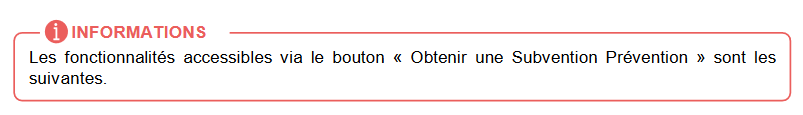 INFORMATIONS
Les fonctionnalités accessibles via le bouton « Obtenir une Subvention Prévention » sont les
suivantes.